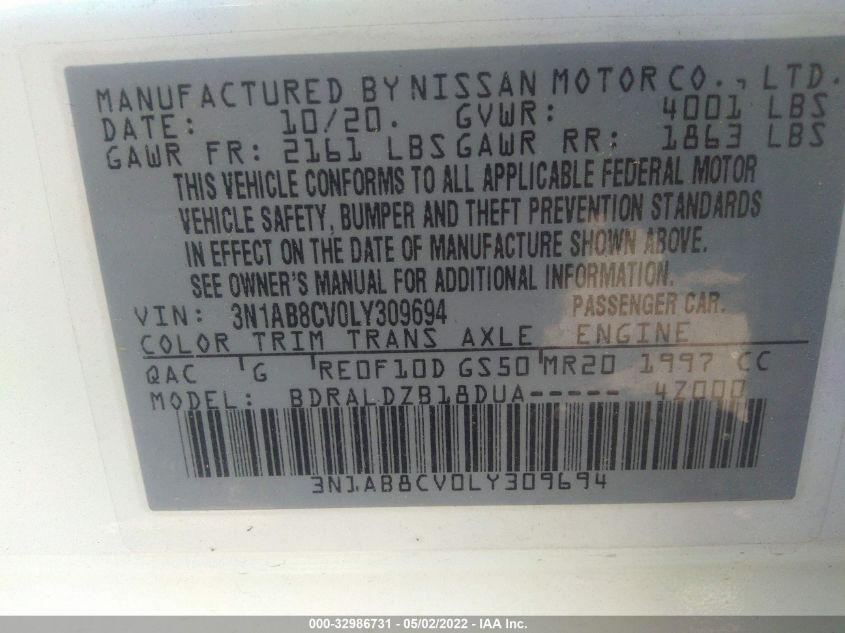 MANUFACTURED BY NISSAN MOTOR CO., LTD.
DATE: 10/20. GVWR: 4001 LBS
GAWR FR: 2161 LBS GAWR RR: 1863 LBS
THIS VEHICLE CONFORMS TO ALL APPLICABLE FEDERAL MOTOR
VEHICLE SAFETY, BUMPER AND THEFT PREVENTION STANDARDS
IN EFFECT ON THE DATE OF MANUFACTURE SHOWN ABOVE.
SEE OWNER'S MANUAL FOR ADDITIONAL INFORMATION.
VIN: 3N1AB8CV0LY309694 PASSENGER CAR.
COLOR TRIM TRANS AXLE ENGINE
QAC G RE0F10D GS50 MR20 1997 CC
MODEL: BDRALDZB18DUA----- 4Z000
3N1AB8CV0LY309694
000-32986731 - 05/02/2022 - IAA Inc.